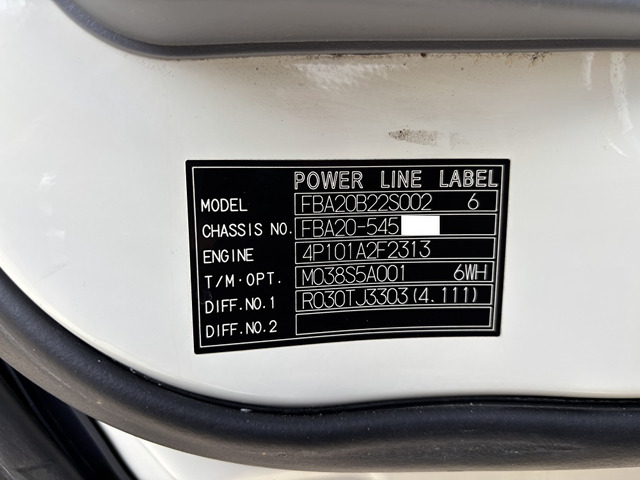 POWER LINE LABEL
MODEL FBA20B22S002 6
CHASSIS NO. FBA20-545
ENGINE 4P101A2F2313
T/M·OPT. M038S5A001 6WH
DIFF.NO.1 R030TJ3303(4.111)
DIFF.NO.2